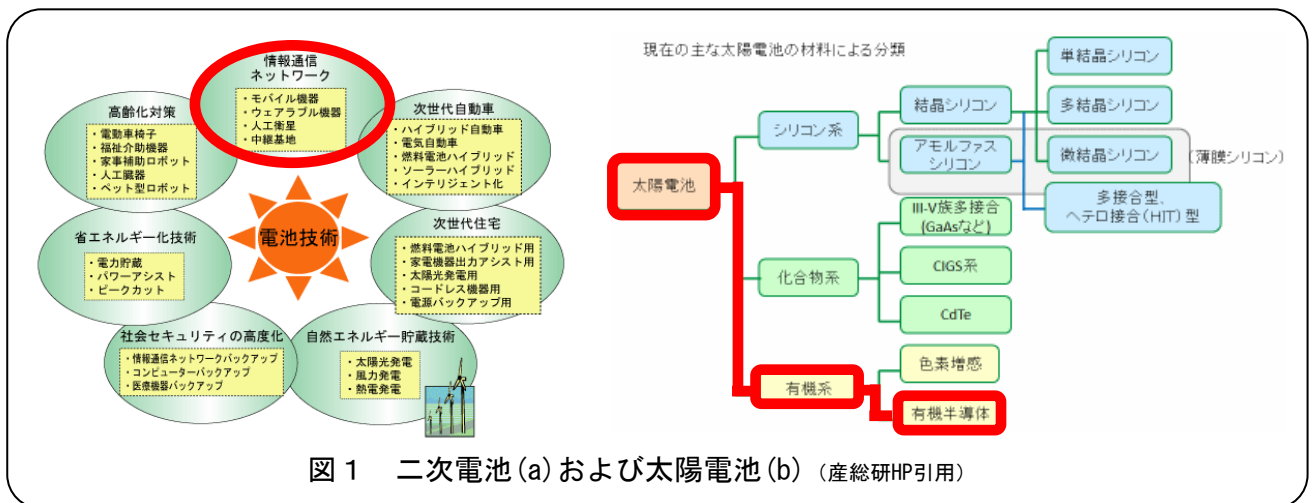 情報通信
ネットワーク
・モバイル機器
・ウェアラブル機器
・人工衛星
・中継基地
高齢化対策
・電動車椅子
・福祉介助機器
・家事補助ロボット
・人工臓器
・ペット型ロボット
次世代自動車
・ハイブリッド自動車
・電気自動車
・燃料電池ハイブリッド
・ソーラーハイブリッド
・インテリジェント化
電池技術
省エネルギー化技術
・電力貯蔵
・パワーアシスト
・ピークカット
次世代住宅
・燃料電池ハイブリッド用
・家電機器出力アシスト用
・太陽光発電用
・コードレス機器用
・電源バックアップ用
社会セキュリティの高度化
・情報通信ネットワークバックアップ
・コンピューターバックアップ
・医療機器バックアップ
自然エネルギー貯蔵技術
・太陽光発電
・風力発電
・熱電発電
現在の主な太陽電池の材料による分類
太陽電池
シリコン系
結晶シリコン
単結晶シリコン
多結晶シリコン
アモルファス
シリコン
微結晶シリコン
(薄膜シリコン)
多接合型、
ヘテロ接合(HIT)型
化合物系
III-V族多接合
(GaAsなど)
CIGS系
CdTe
有機系
色素増感
有機半導体
図1 二次電池(a)および太陽電池(b) (産総研HP引用)